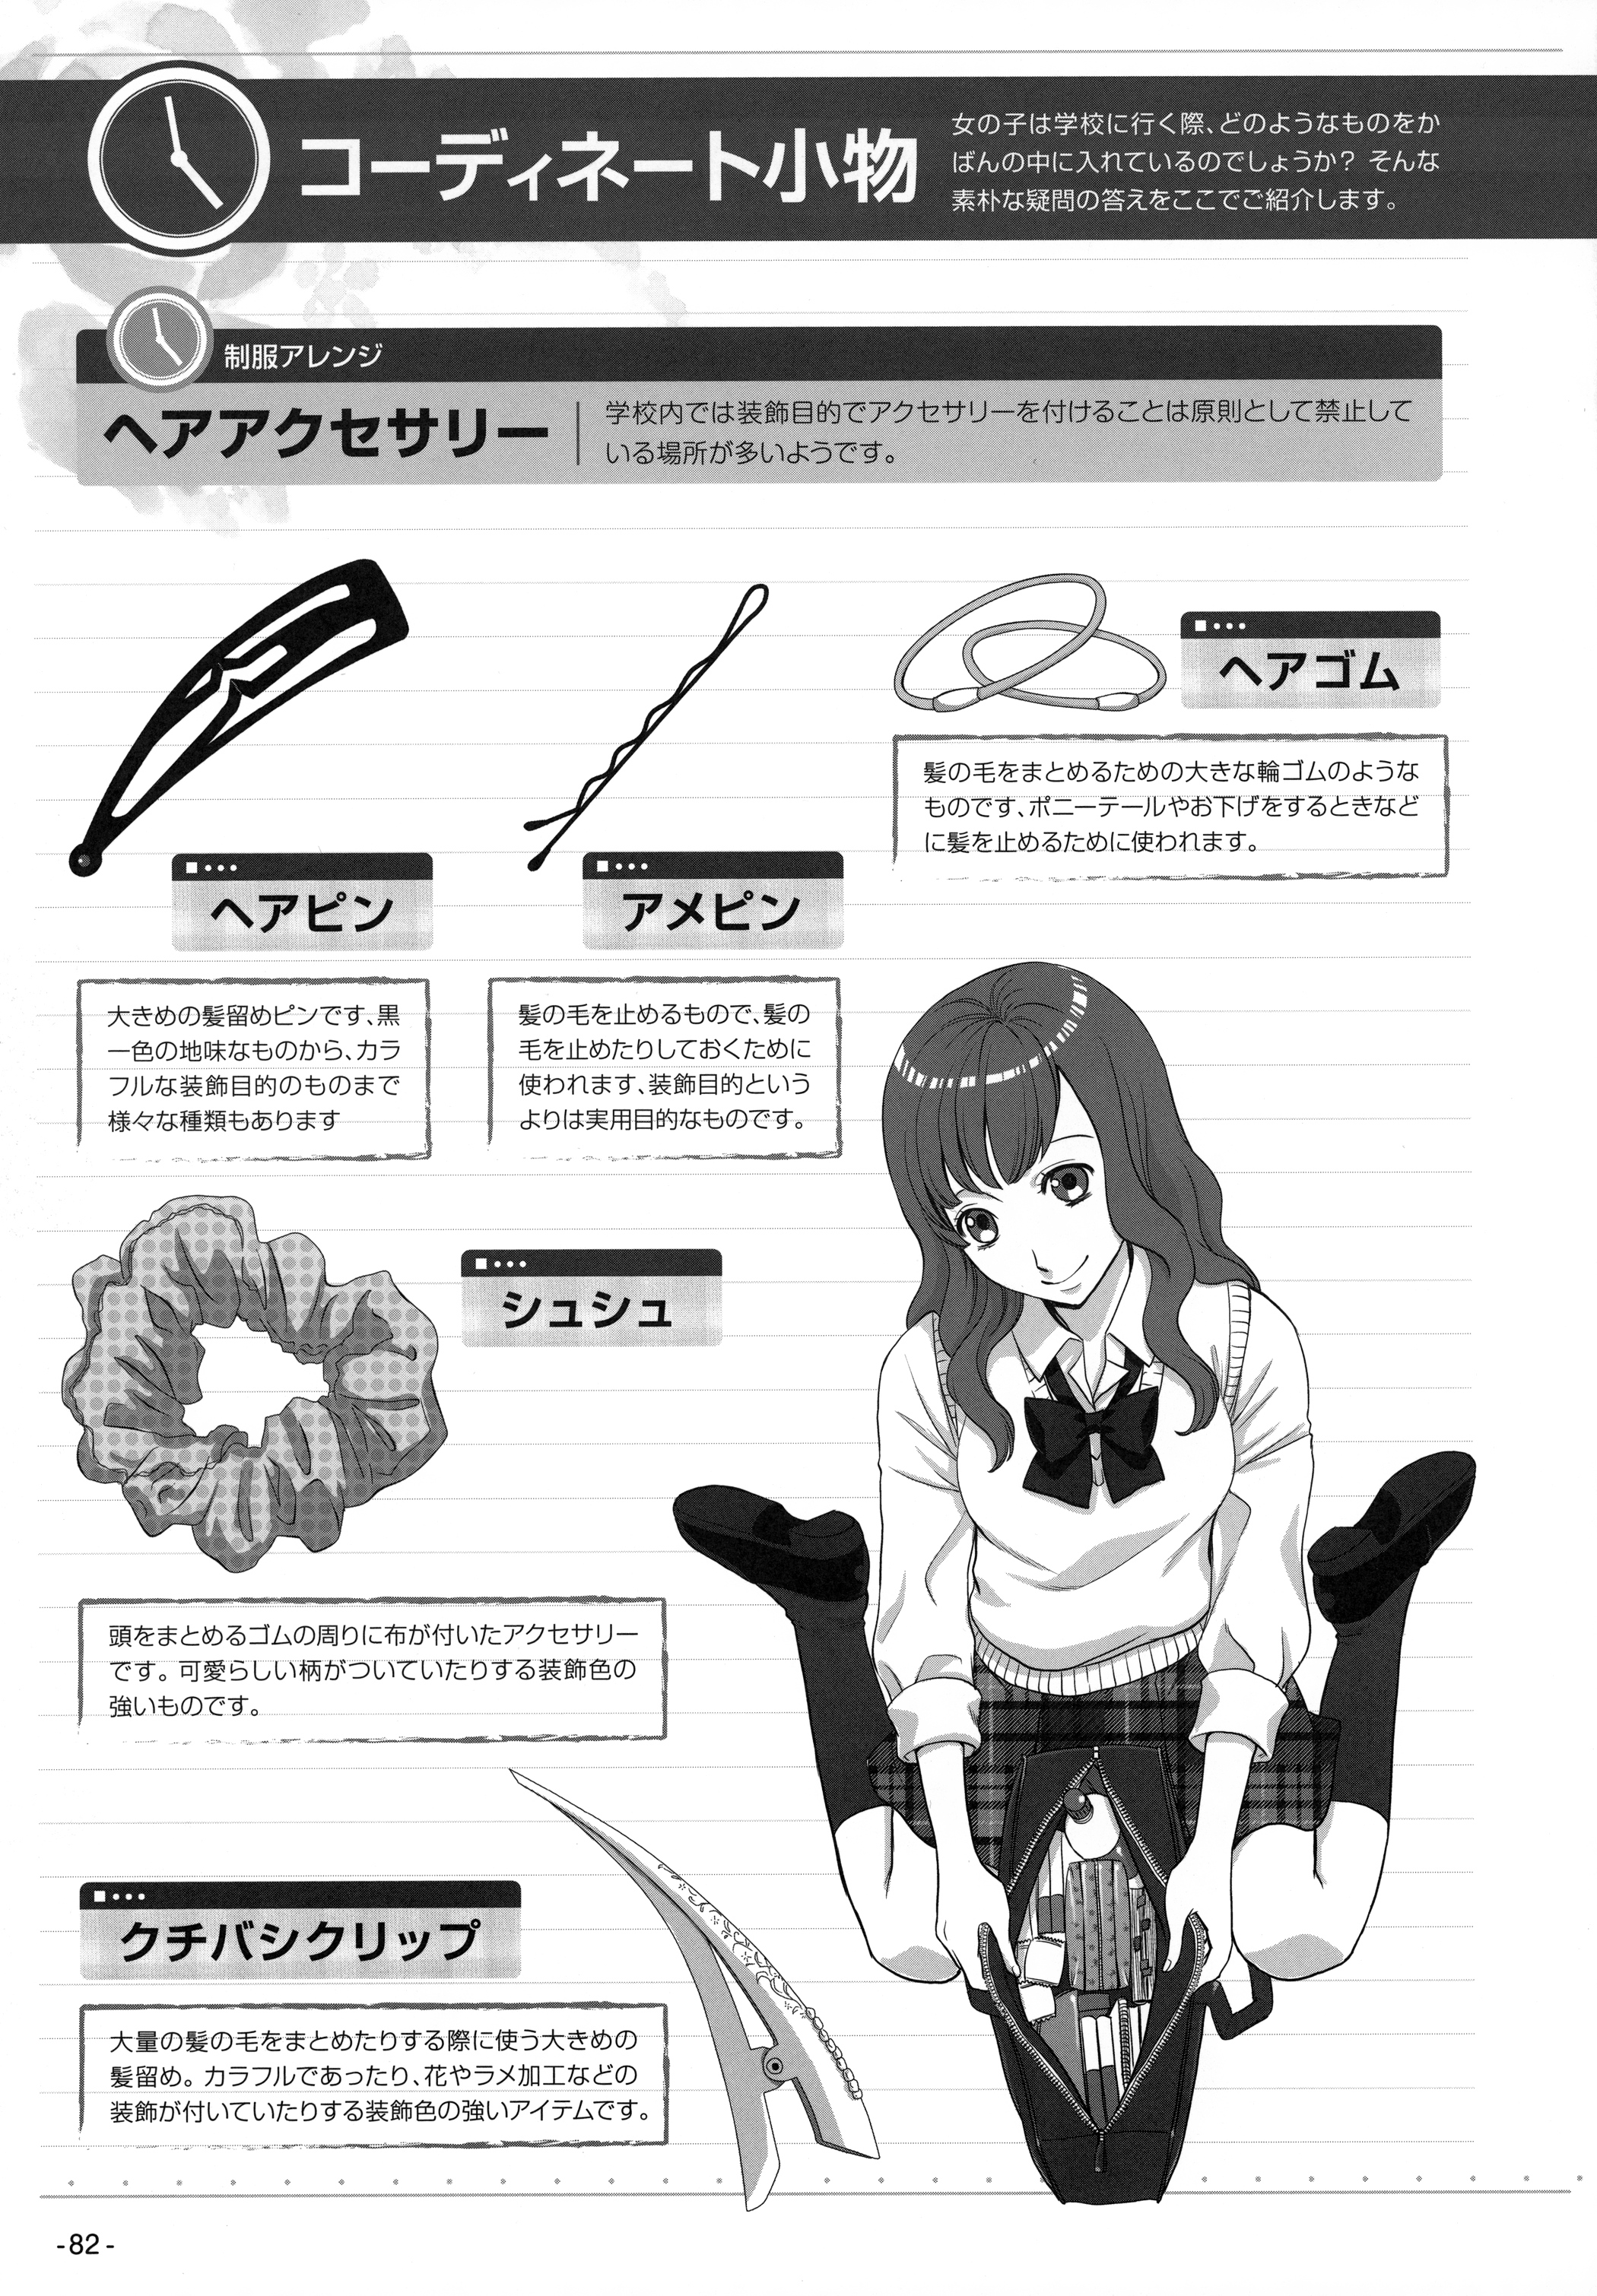 コーディネート小物
女の子は学校に行く際、どのようなものをか
ばんの中に入れているのでしょうか？ そんな
素朴な疑問の答えをここでご紹介します。
制服アレンジ
ヘアアクセサリー
学校内では装飾目的でアクセサリーを付けることは原則として禁止して
いる場所が多いようです。
ヘアピン
大きめの髪留めピンです、黒
一色の地味なものから、カラ
フルな装飾目的のものまで
様々な種類もあります
アメピン
髪の毛を止めるもので、髪の
毛を止めたりしておくために
使われます、装飾目的という
よりは実用目的なものです。
ヘアゴム
髪の毛をまとめるための大きな輪ゴムのような
ものです、ポニーテールやお下げをするときなど
に髪を止めるために使われます。
シュシュ
頭をまとめるゴムの周りに布が付いたアクセサリー
です。可愛らしい柄がついていたりする装飾色の
強いものです。
クチバシクリップ
大量の髪の毛をまとめたりする際に使う大きめの
髪留め。カラフルであったり、花やラメ加工などの
装飾が付いていたりする装飾色の強いアイテムです。
-82-